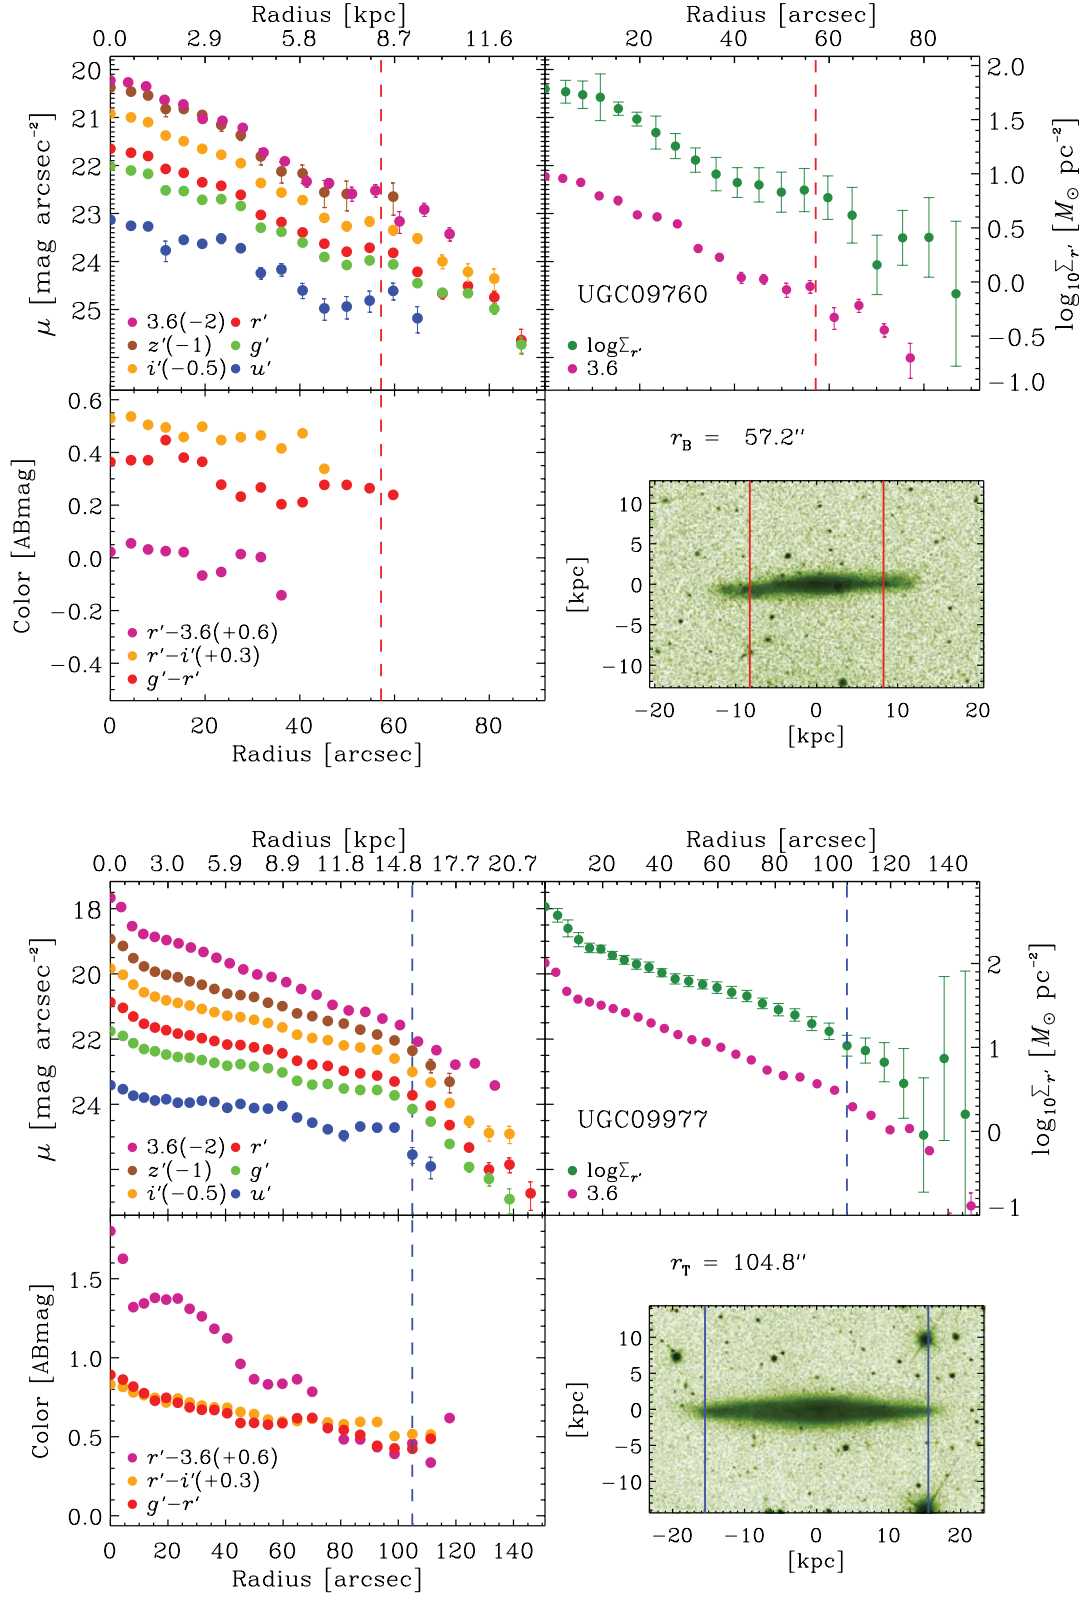 Radius [kpc]
Radius [arcsec]
0.0 2.9 5.8 8.7 11.6
20 40 60 80
20
21
22
23
24
25
μ [mag arcsec⁻²]
3.6(−2) r′
z′(−1) g′
i′(−0.5) u′
2.0
1.5
1.0
0.5
0.0
−0.5
−1.0
log₁₀Σr′ [M⊙ pc⁻²]
UGC09760
logΣr′
3.6
0.6
0.4
0.2
0.0
−0.2
−0.4
Color [ABmag]
r′−3.6(+0.6)
r′−i′(+0.3)
g′−r′
0 20 40 60 80
Radius [arcsec]
rB = 57.2″
10
5
0
−5
−10
[kpc]
−20 −10 0 10 20
[kpc]
Radius [kpc]
Radius [arcsec]
0.0 3.0 5.9 8.9 11.8 14.8 17.7 20.7
20 40 60 80 100 120 140
18
20
22
24
μ [mag arcsec⁻²]
3.6(−2) r′
z′(−1) g′
i′(−0.5) u′
2
1
0
−1
log₁₀Σr′ [M⊙ pc⁻²]
UGC09977
logΣr′
3.6
1.5
1.0
0.5
0.0
Color [ABmag]
r′−3.6(+0.6)
r′−i′(+0.3)
g′−r′
0 20 40 60 80 100 120 140
Radius [arcsec]
rT = 104.8″
10
5
0
−5
−10
[kpc]
−20 −10 0 10 20
[kpc]